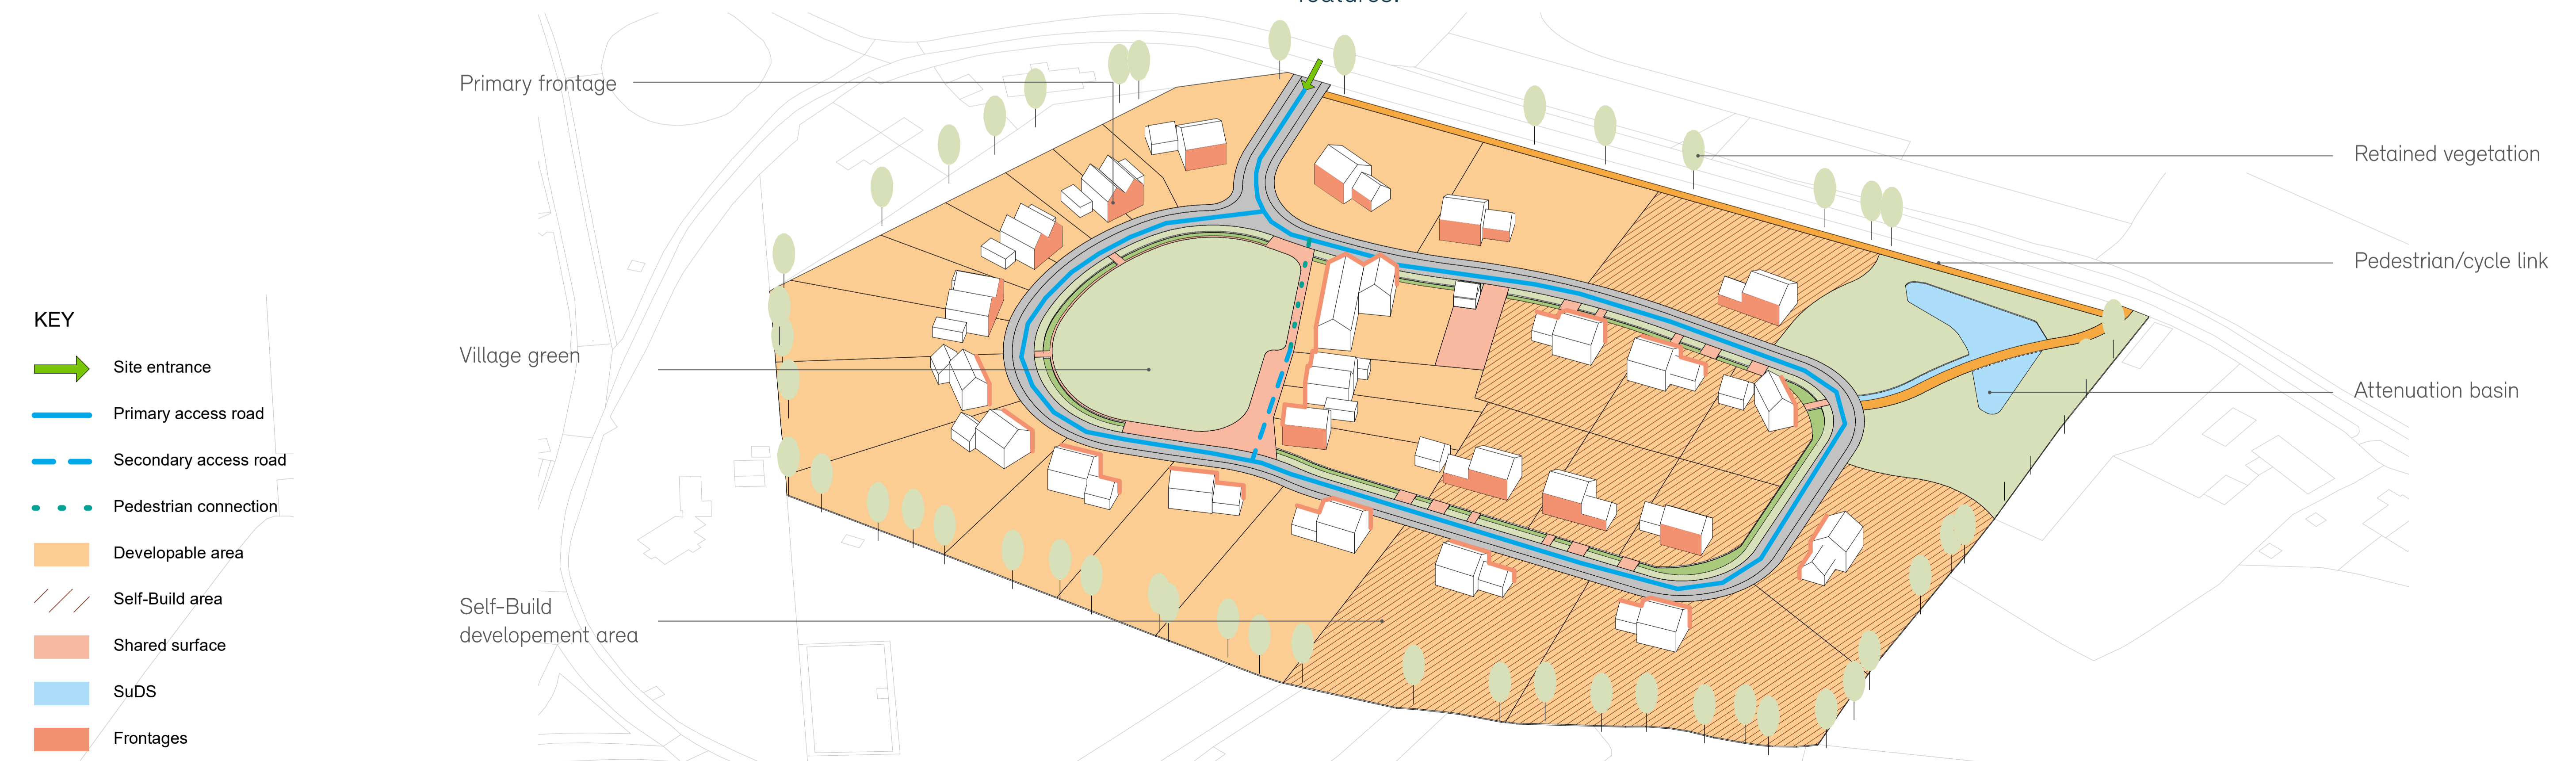 features.
Primary frontage
Retained vegetation
Pedestrian/cycle link
KEY
Site entrance
Village green
Primary access road
Attenuation basin
Secondary access road
Pedestrian connection
Developable area
Self-Build area
Self-Build
developement area
Shared surface
SuDS
Frontages